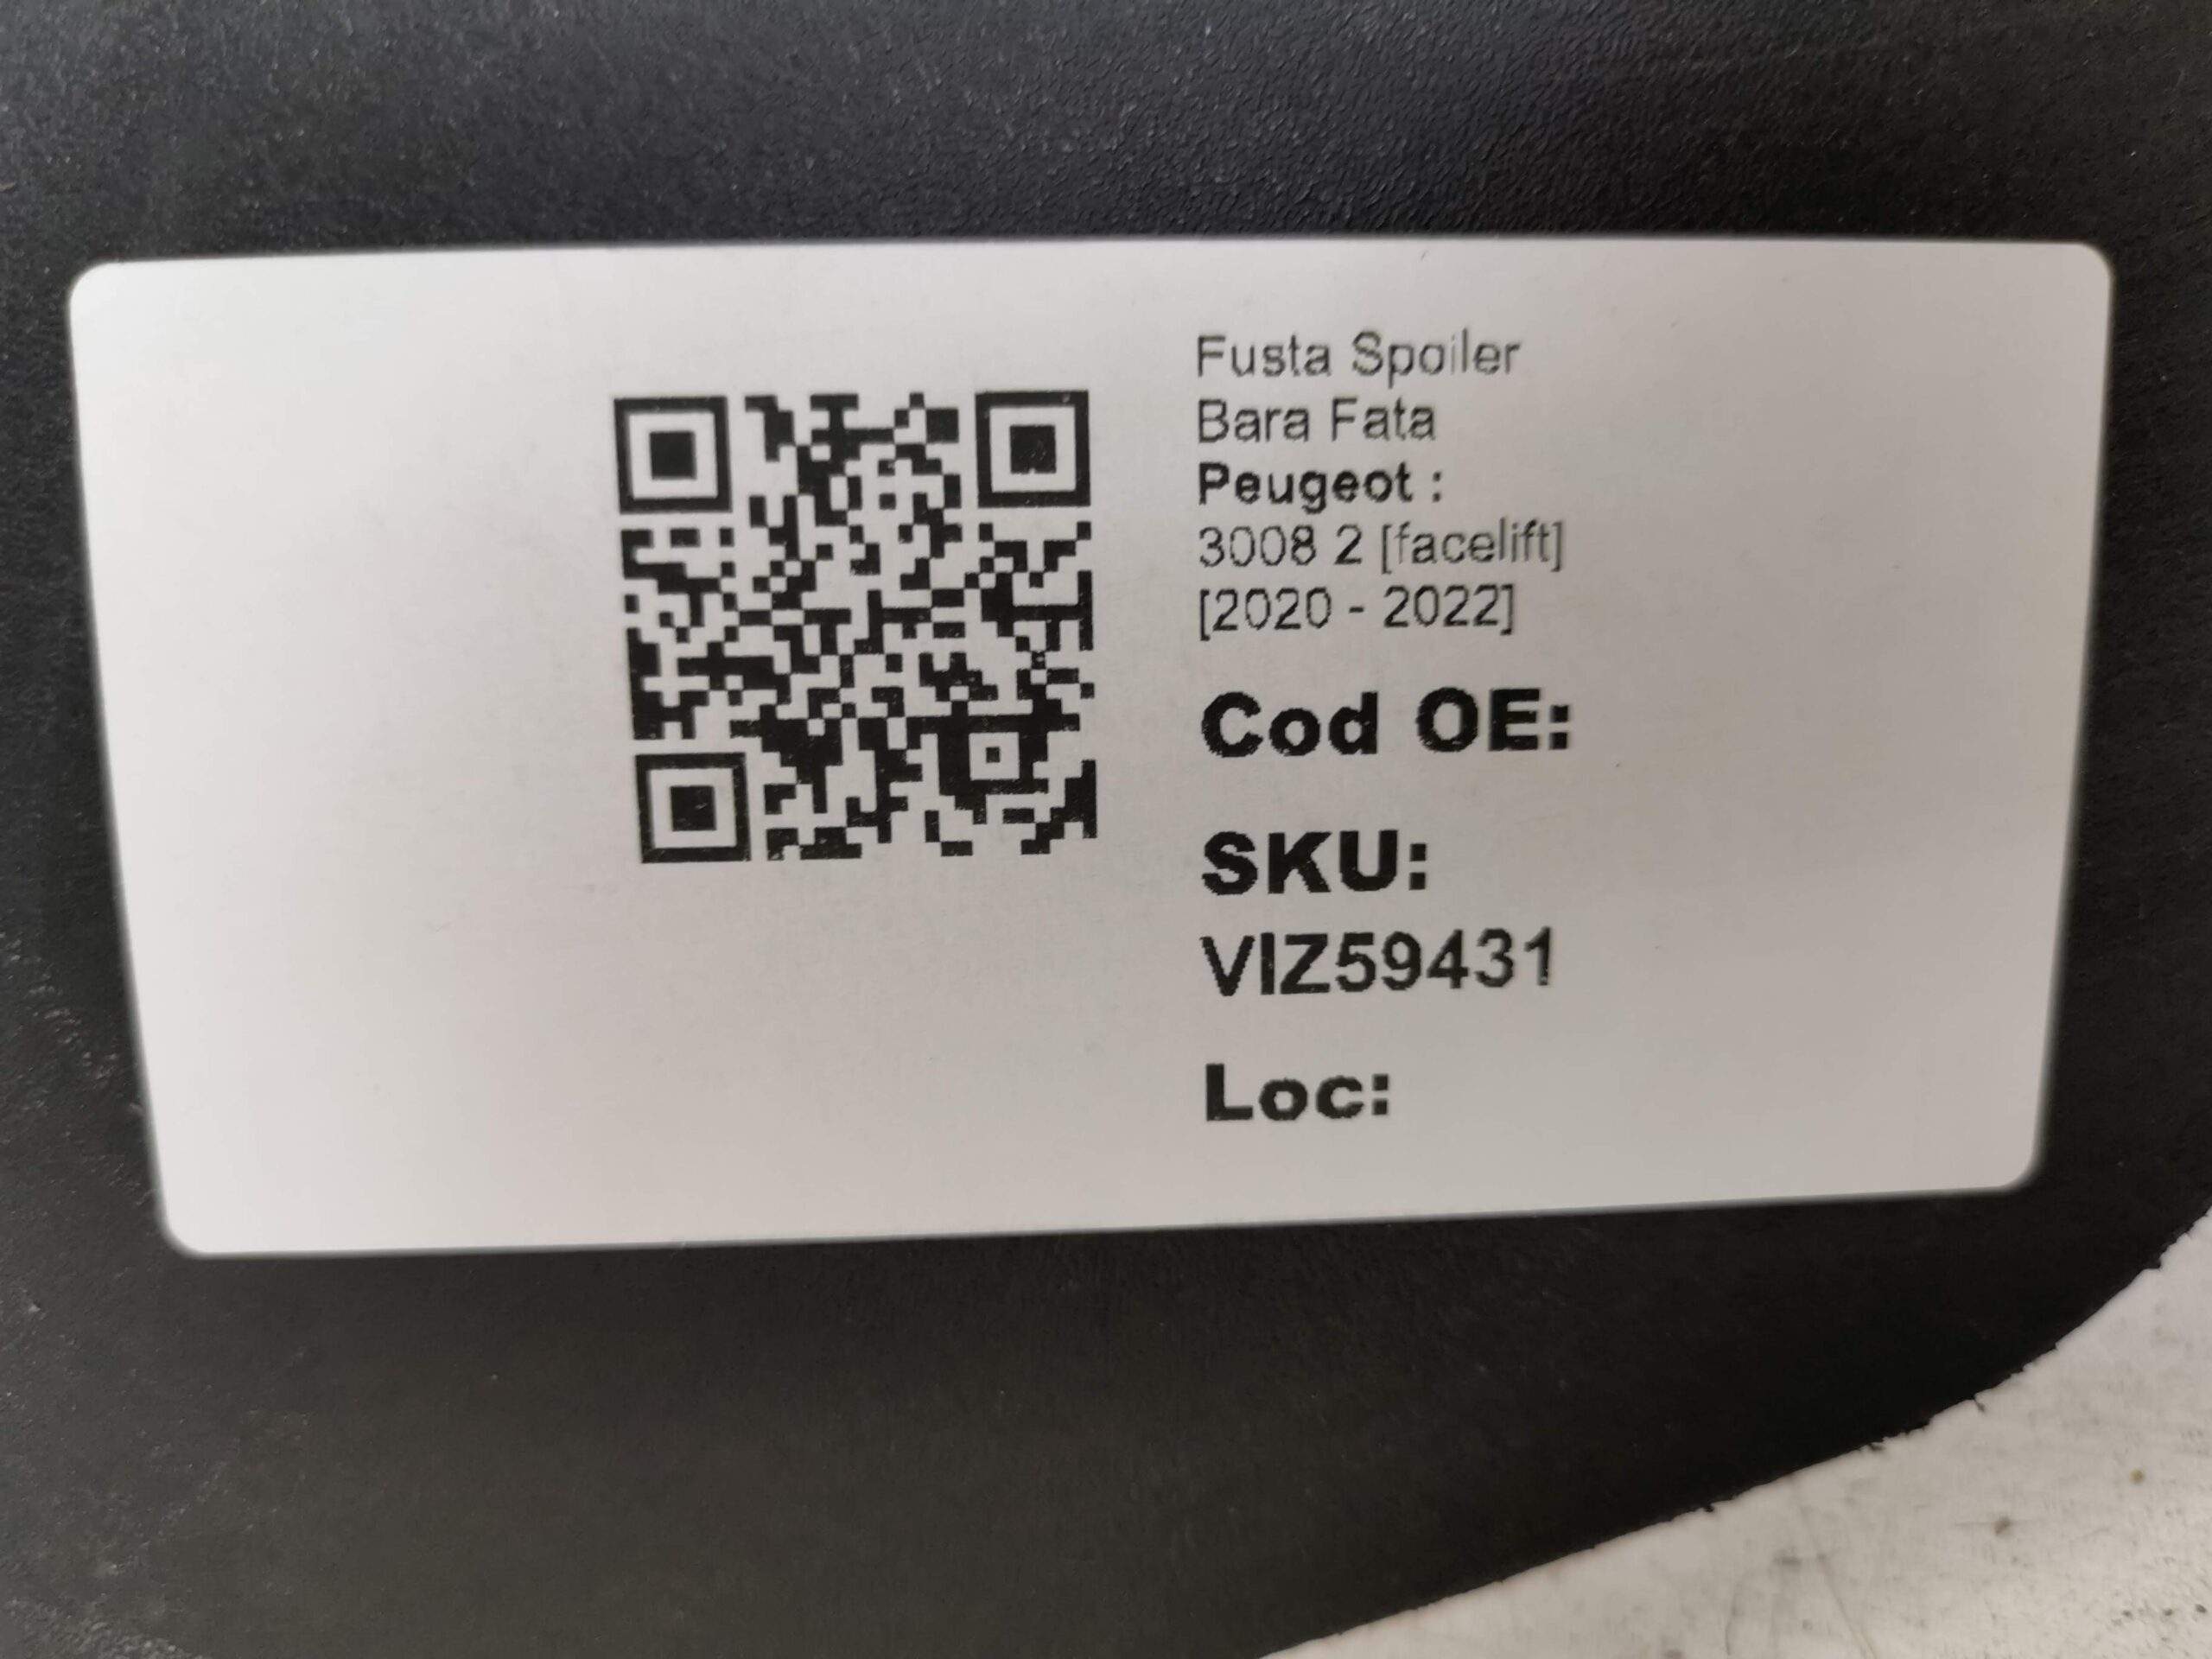 Fusta Spoiler
Bara Fata
Peugeot :
3008 2 [facelift]
[2020 - 2022]
Cod OE:
SKU:
VIZ59431
Loc: